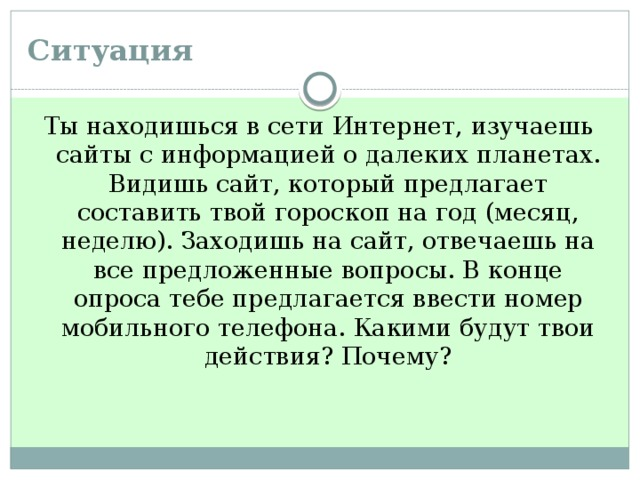 Ситуация
Ты находишься в сети Интернет, изучаешь
сайты с информацией о далеких планетах.
Видишь сайт, который предлагает
составить твой гороскоп на год (месяц,
неделю). Заходишь на сайт, отвечаешь на
все предложенные вопросы. В конце
опроса тебе предлагается ввести номер
мобильного телефона. Какими будут твои
действия? Почему?